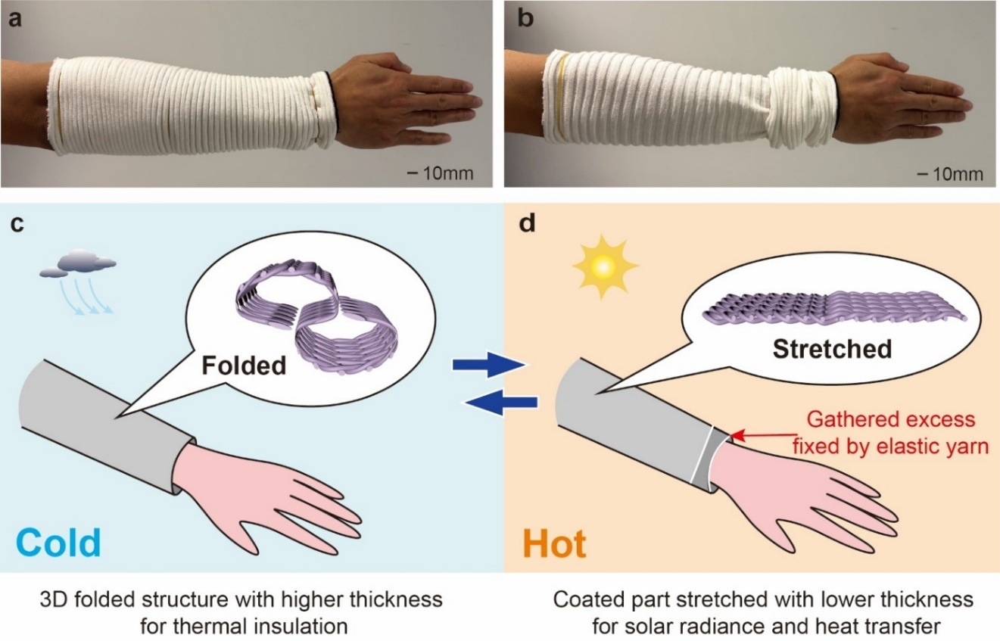 a
b
– 10mm
– 10mm
c
d
Folded
Stretched
Gathered excess
fixed by elastic yarn
Cold
Hot
3D folded structure with higher thickness
for thermal insulation
Coated part stretched with lower thickness
for solar radiance and heat transfer